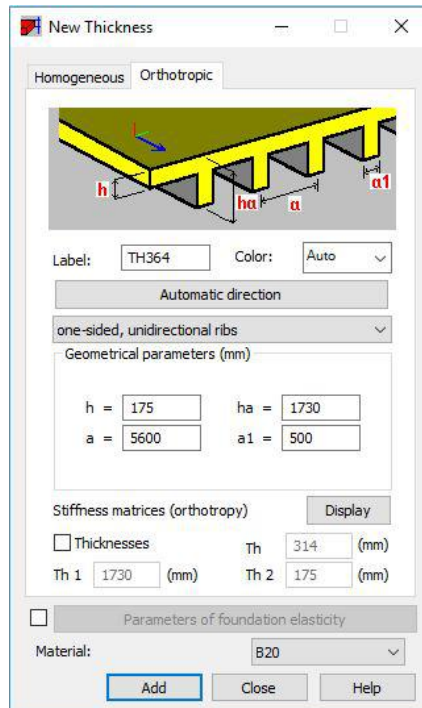 New Thickness
Homogeneous Orthotropic
h ha a a1
Label: TH364 Color: Auto
Automatic direction
one-sided, unidirectional ribs
Geometrical parameters (mm)
h = 175 ha = 1730
a = 5600 a1 = 500
Stiffness matrices (orthotropy) Display
Thicknesses Th 314 (mm)
Th 1 1730 (mm) Th 2 175 (mm)
Parameters of foundation elasticity
Material: B20
Add Close Help